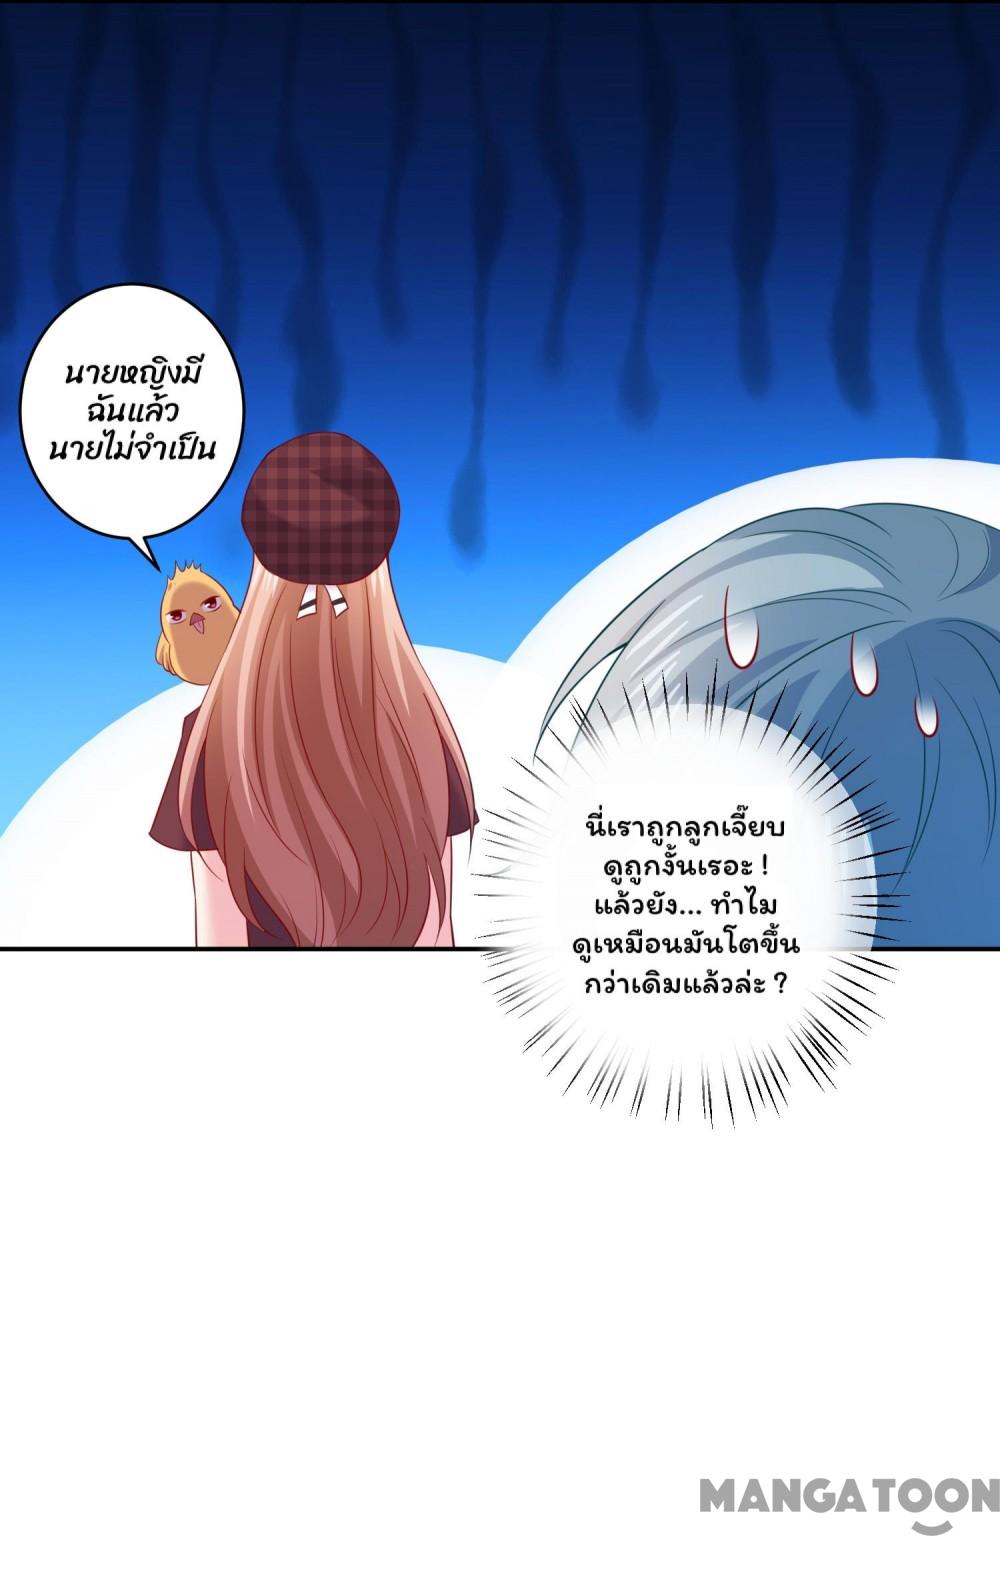 นายหญิงมี
ฉันแล้ว
นายไม่จำเป็น
นี่เราถูกลูกเจี๊ยบ
ดูถูกงั้นเรอะ !
แล้วยัง... ทำไม
ดูเหมือนมันโตขึ้น
กว่าเดิมแล้วล่ะ ?
MANGATOON